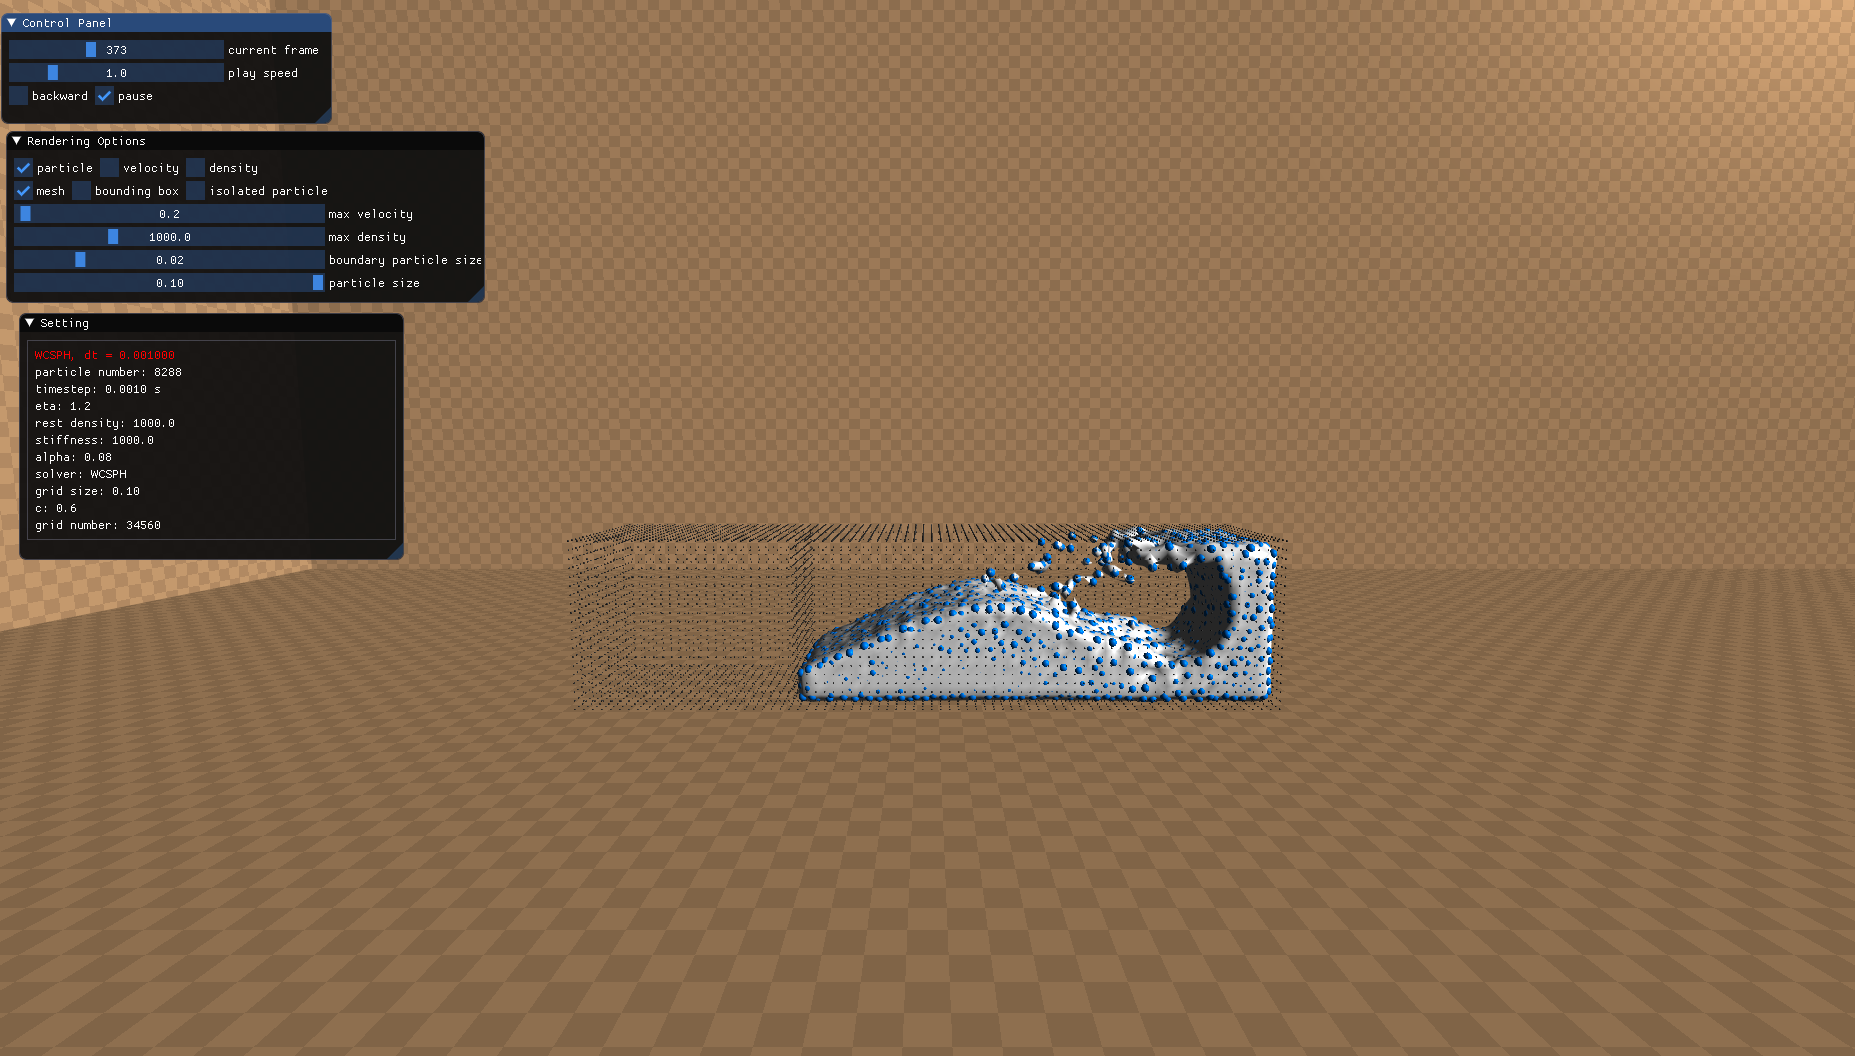 Control Panel
373 current frame
1.0 play speed
backward pause
Rendering Options
particle velocity density
mesh bounding box isolated particle
0.2 max velocity
1000.0 max density
0.02 boundary particle size
0.10 particle size
Setting
WCSPH, dt = 0.001000
particle number: 8288
timestep: 0.0010 s
eta: 1.2
rest density: 1000.0
stiffness: 1000.0
alpha: 0.08
solver: WCSPH
grid size: 0.10
c: 0.6
grid number: 34560